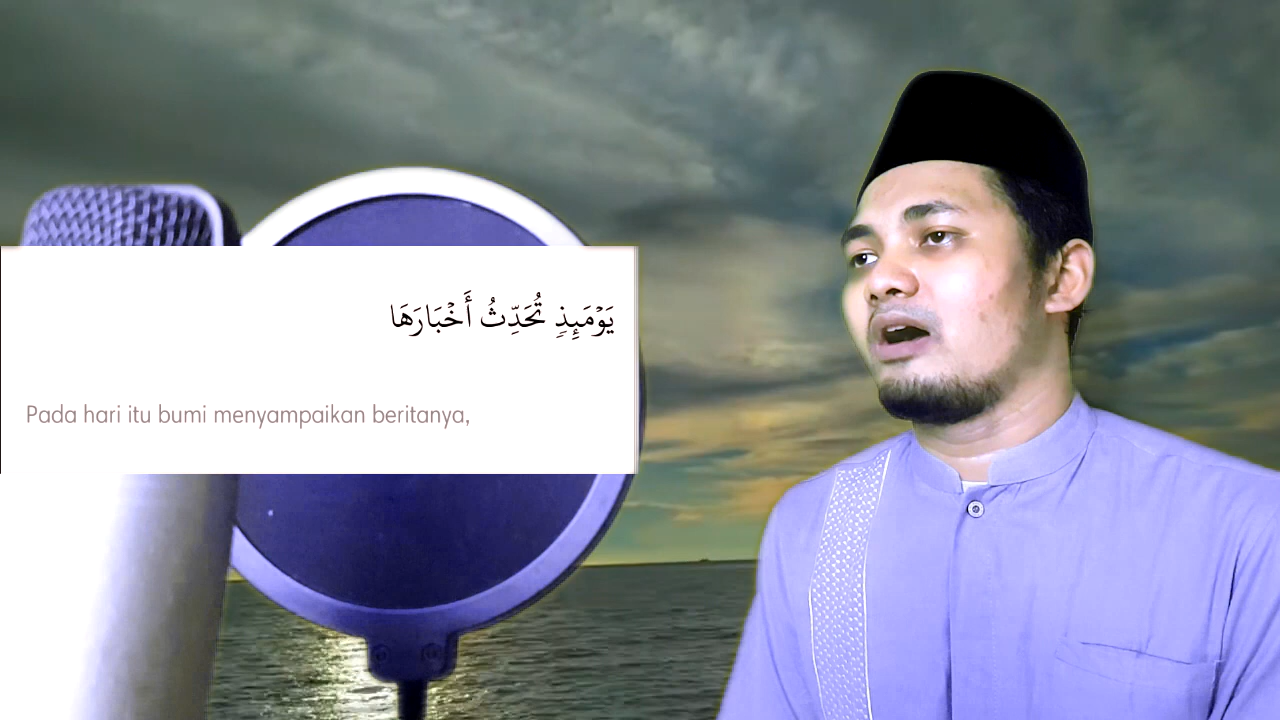 يَوْمَئِذٍ تُحَدِّثُ أَخْبَارَهَا
Pada hari itu bumi menyampaikan beritanya,